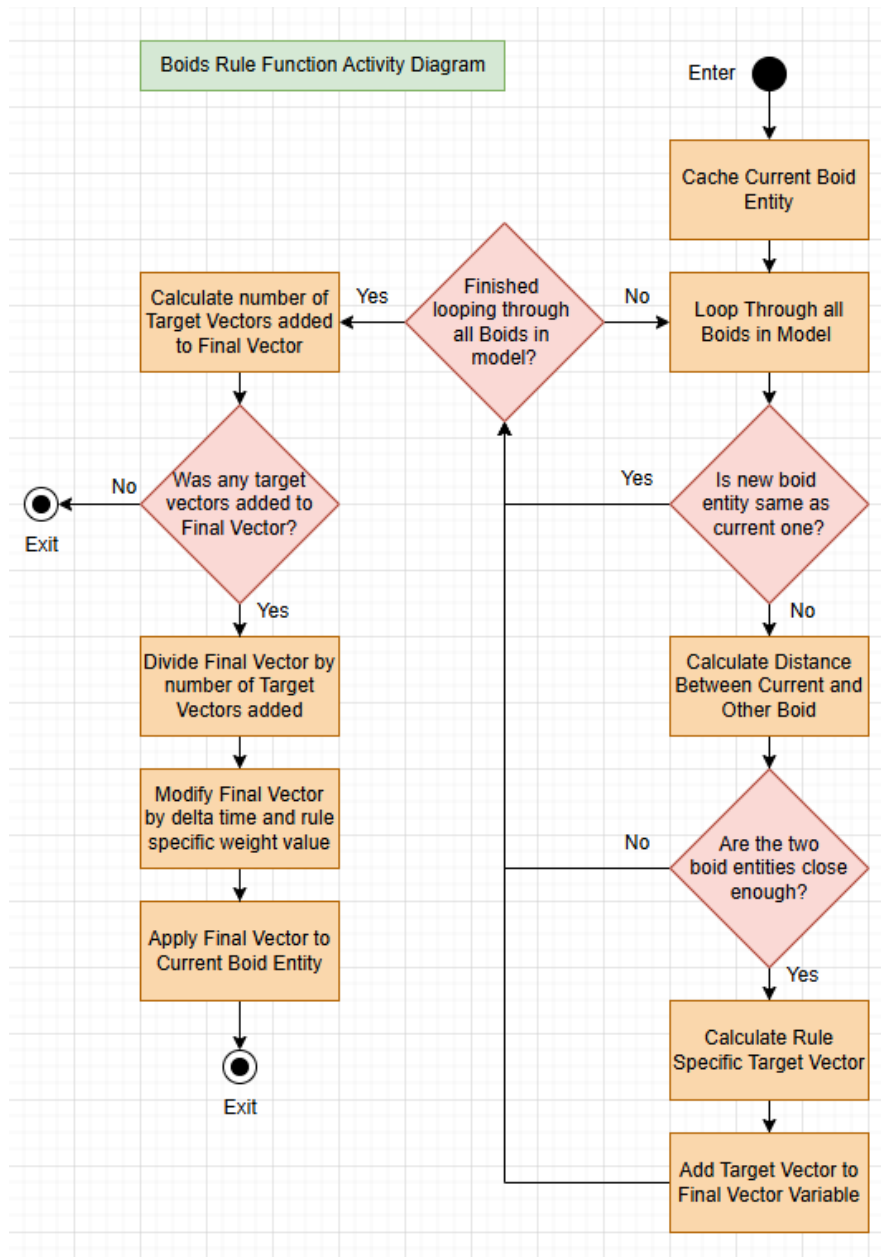 Boids Rule Function Activity Diagram
Enter
Cache Current Boid
Entity
Loop Through all
Boids in Model
Is new boid
entity same as
current one?
Yes
No
Calculate Distance
Between Current and
Other Boid
Are the two
boid entities close
enough?
No
Yes
Calculate Rule
Specific Target Vector
Add Target Vector to
Final Vector Variable
Finished
looping through
all Boids in
model?
No
Yes
Calculate number of
Target Vectors added
to Final Vector
Was any target
vectors added to
Final Vector?
No
Exit
Yes
Divide Final Vector by
number of Target
Vectors added
Modify Final Vector
by delta time and rule
specific weight value
Apply Final Vector to
Current Boid Entity
Exit